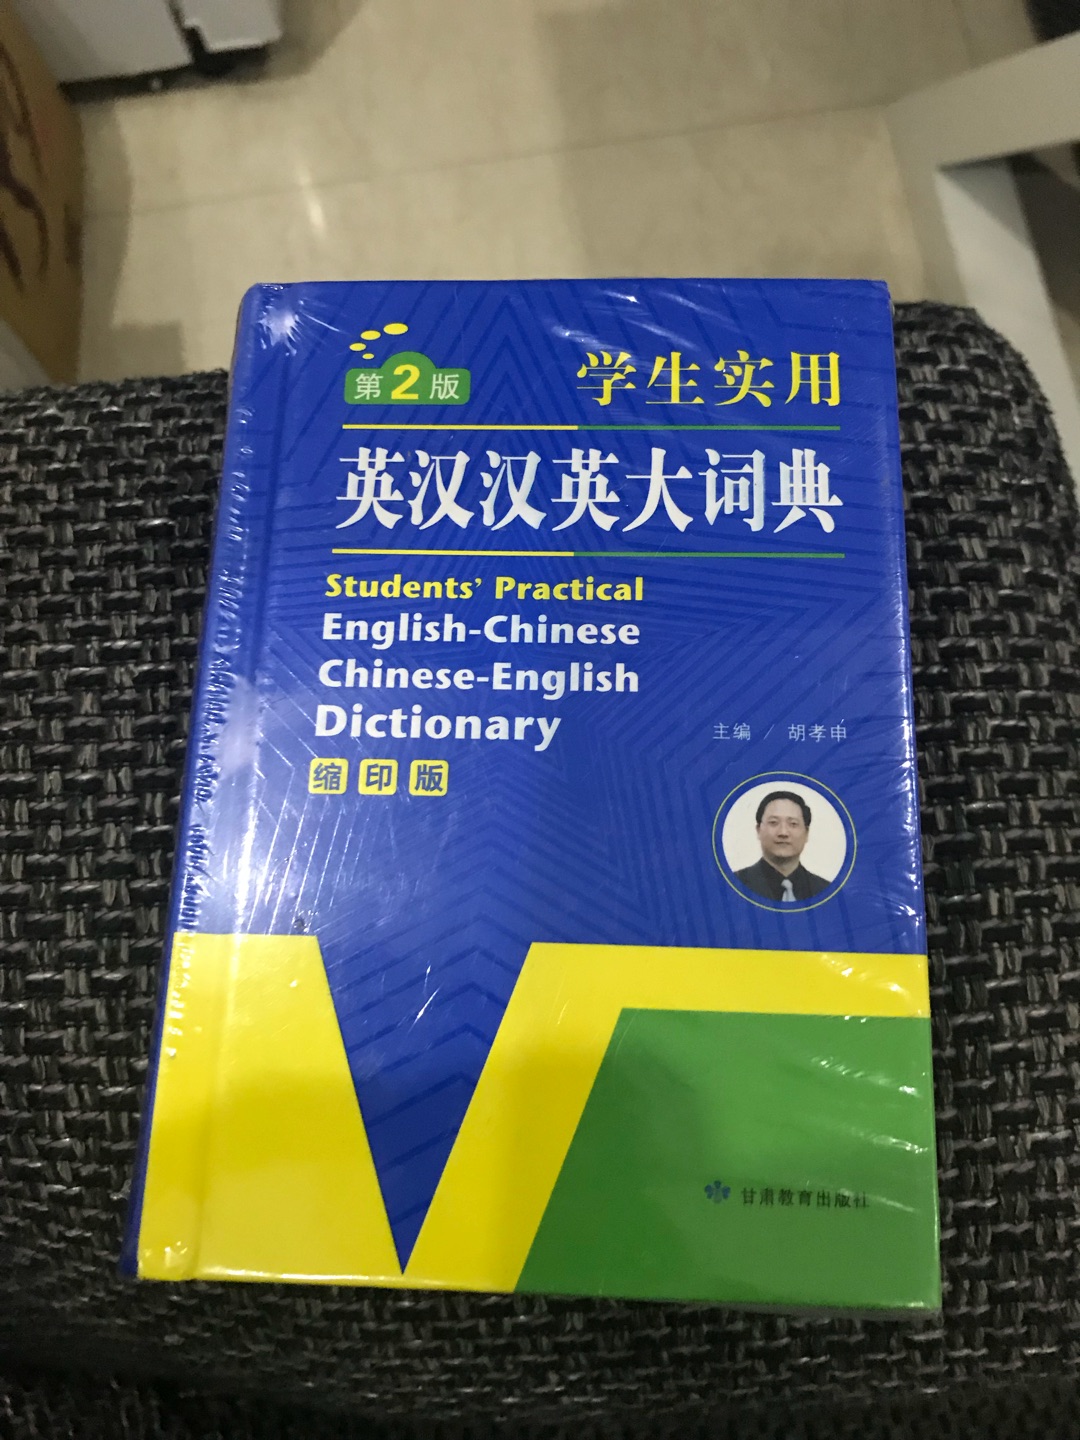 第2版
学生实用
英汉汉英大词典
Students' Practical
English-Chinese
Chinese-English
Dictionary
缩印版
主编 / 胡孝申
甘肃教育出版社